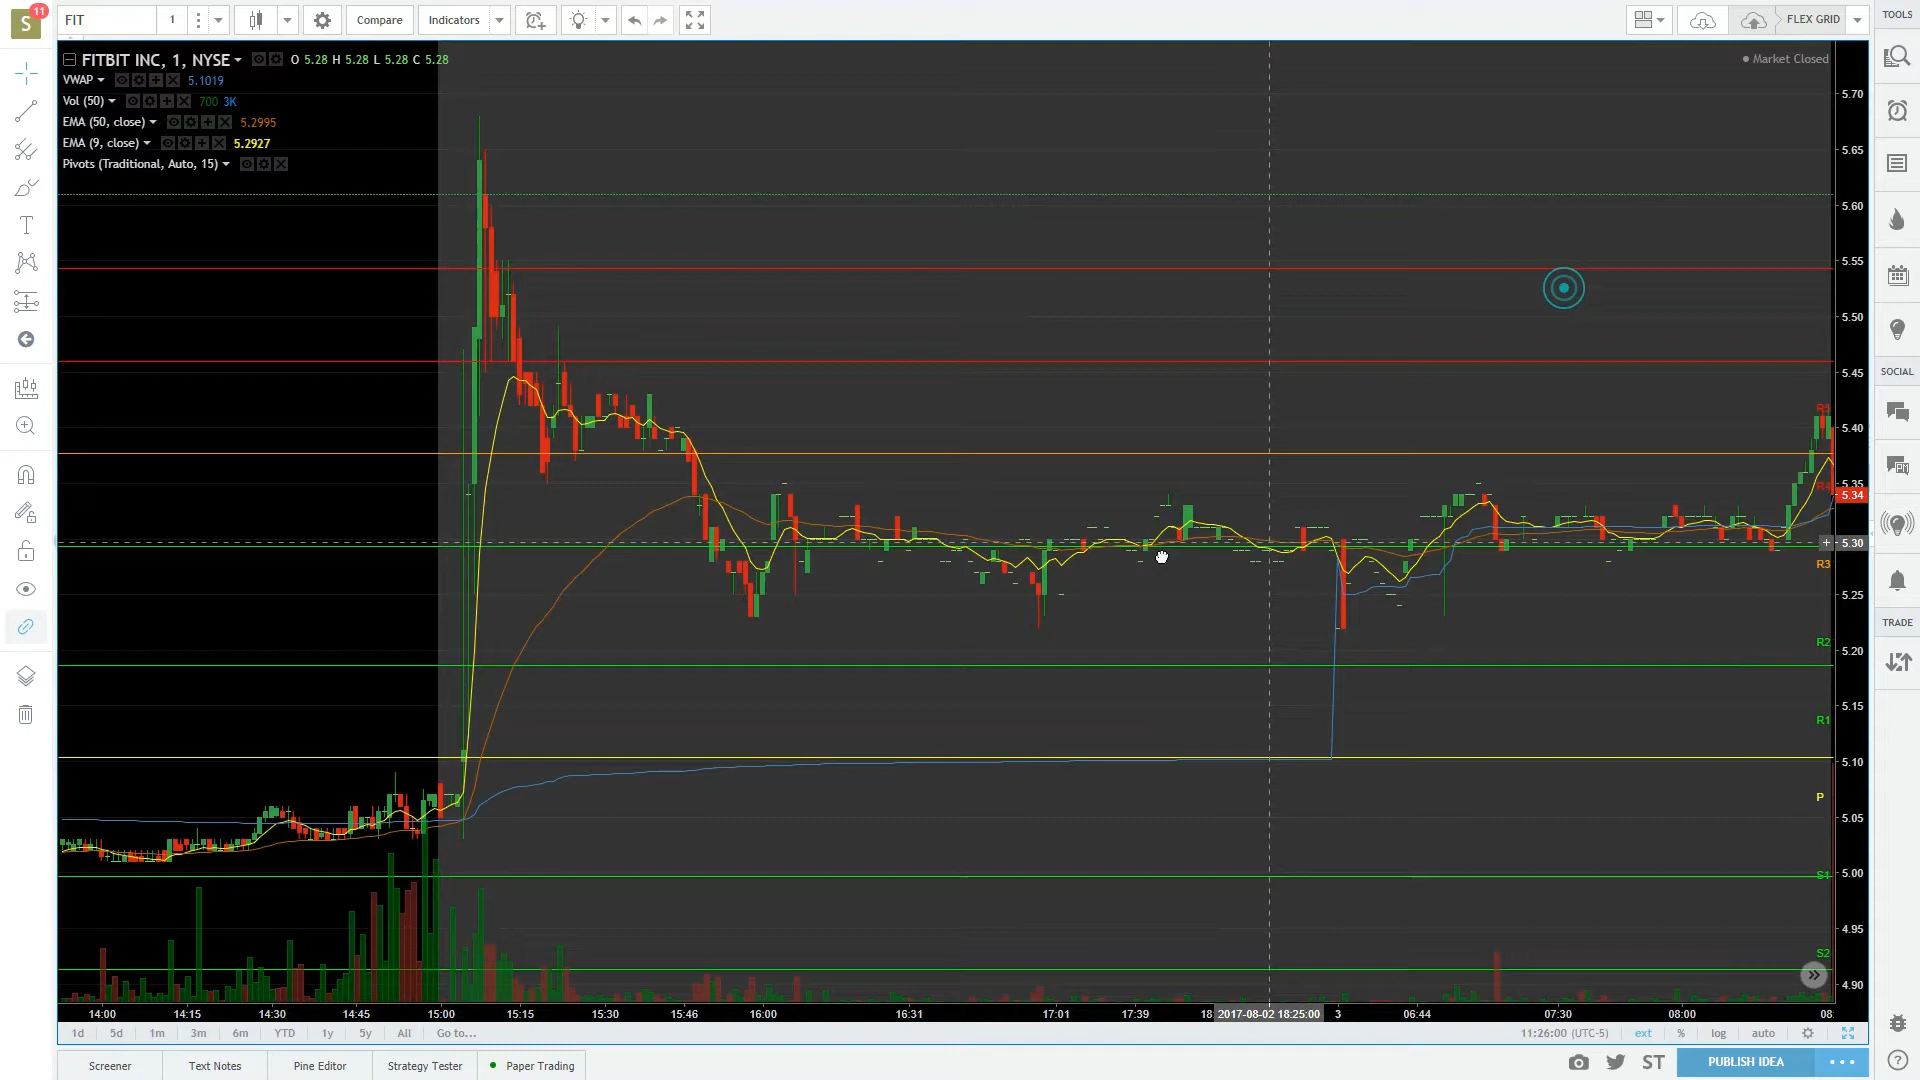 S 11 FIT 1 Compare Indicators FLEX GRID TOOLS
FITBIT INC, 1, NYSE O 5.28 H 5.28 L 5.28 C 5.28
Market Closed
VWAP 5.1019
Vol (50) 700 3K
EMA (50, close) 5.2995
EMA (9, close) 5.2927
Pivots (Traditional, Auto, 15)
5.70
5.65
5.60
5.55
5.50
5.45
R5
5.40
5.35
R4
5.34
5.30
R3
5.25
R2
5.20
R1
5.15
5.10
P
5.05
S1
5.00
4.95
S2
4.90
SOCIAL
TRADE
14:00 14:15 14:30 14:45 15:00 15:15 15:30 15:46 16:00 16:31 17:01 17:39 18: 2017-08-02 18:25:00 3 06:44 07:30 08:00 08:
1d 5d 1m 3m 6m YTD 1y 5y All Go to... 11:26:00 (UTC-5) ext % log auto
Screener Text Notes Pine Editor Strategy Tester Paper Trading ST PUBLISH IDEA